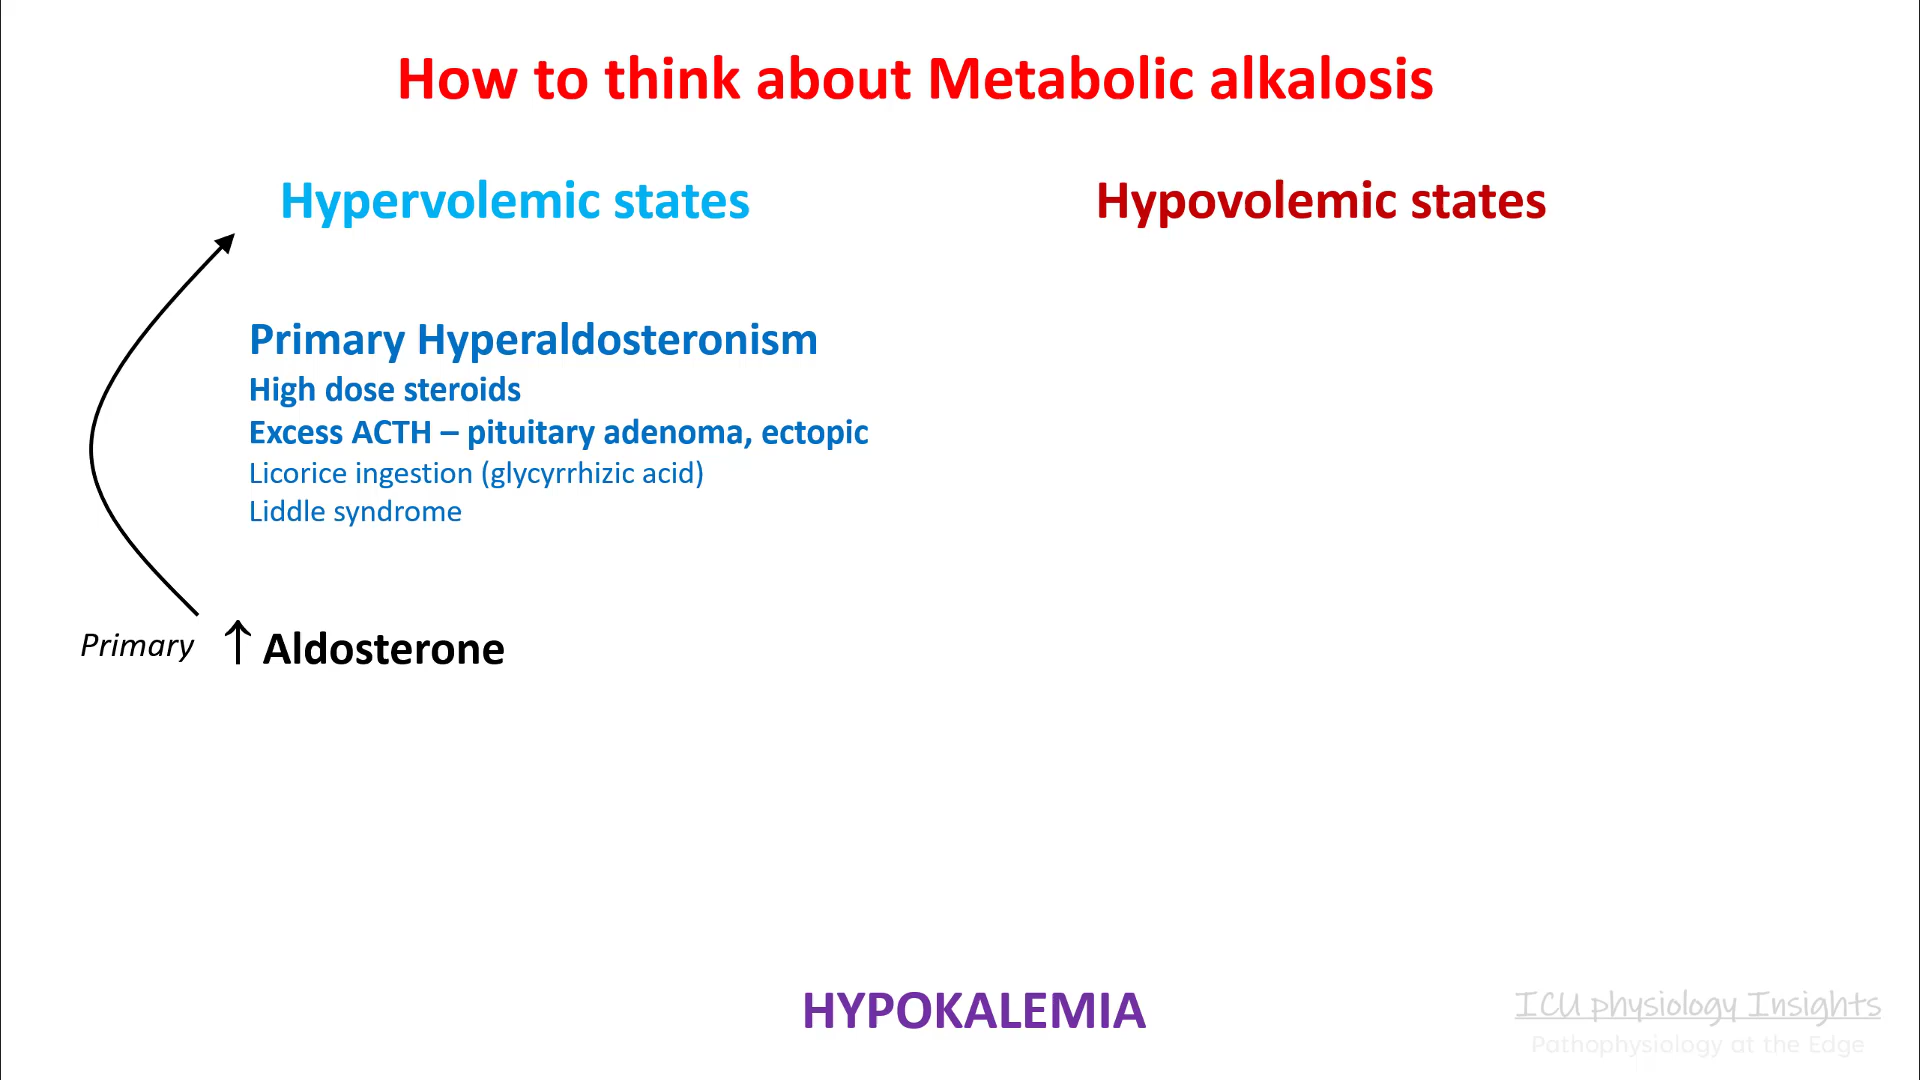 How to think about Metabolic alkalosis
Hypervolemic states
Hypovolemic states
Primary Hyperaldosteronism
High dose steroids
Excess ACTH – pituitary adenoma, ectopic
Licorice ingestion (glycyrrhizic acid)
Liddle syndrome
Primary ↑ Aldosterone
HYPOKALEMIA
ICU physiology Insights
Pathophysiology at the Edge